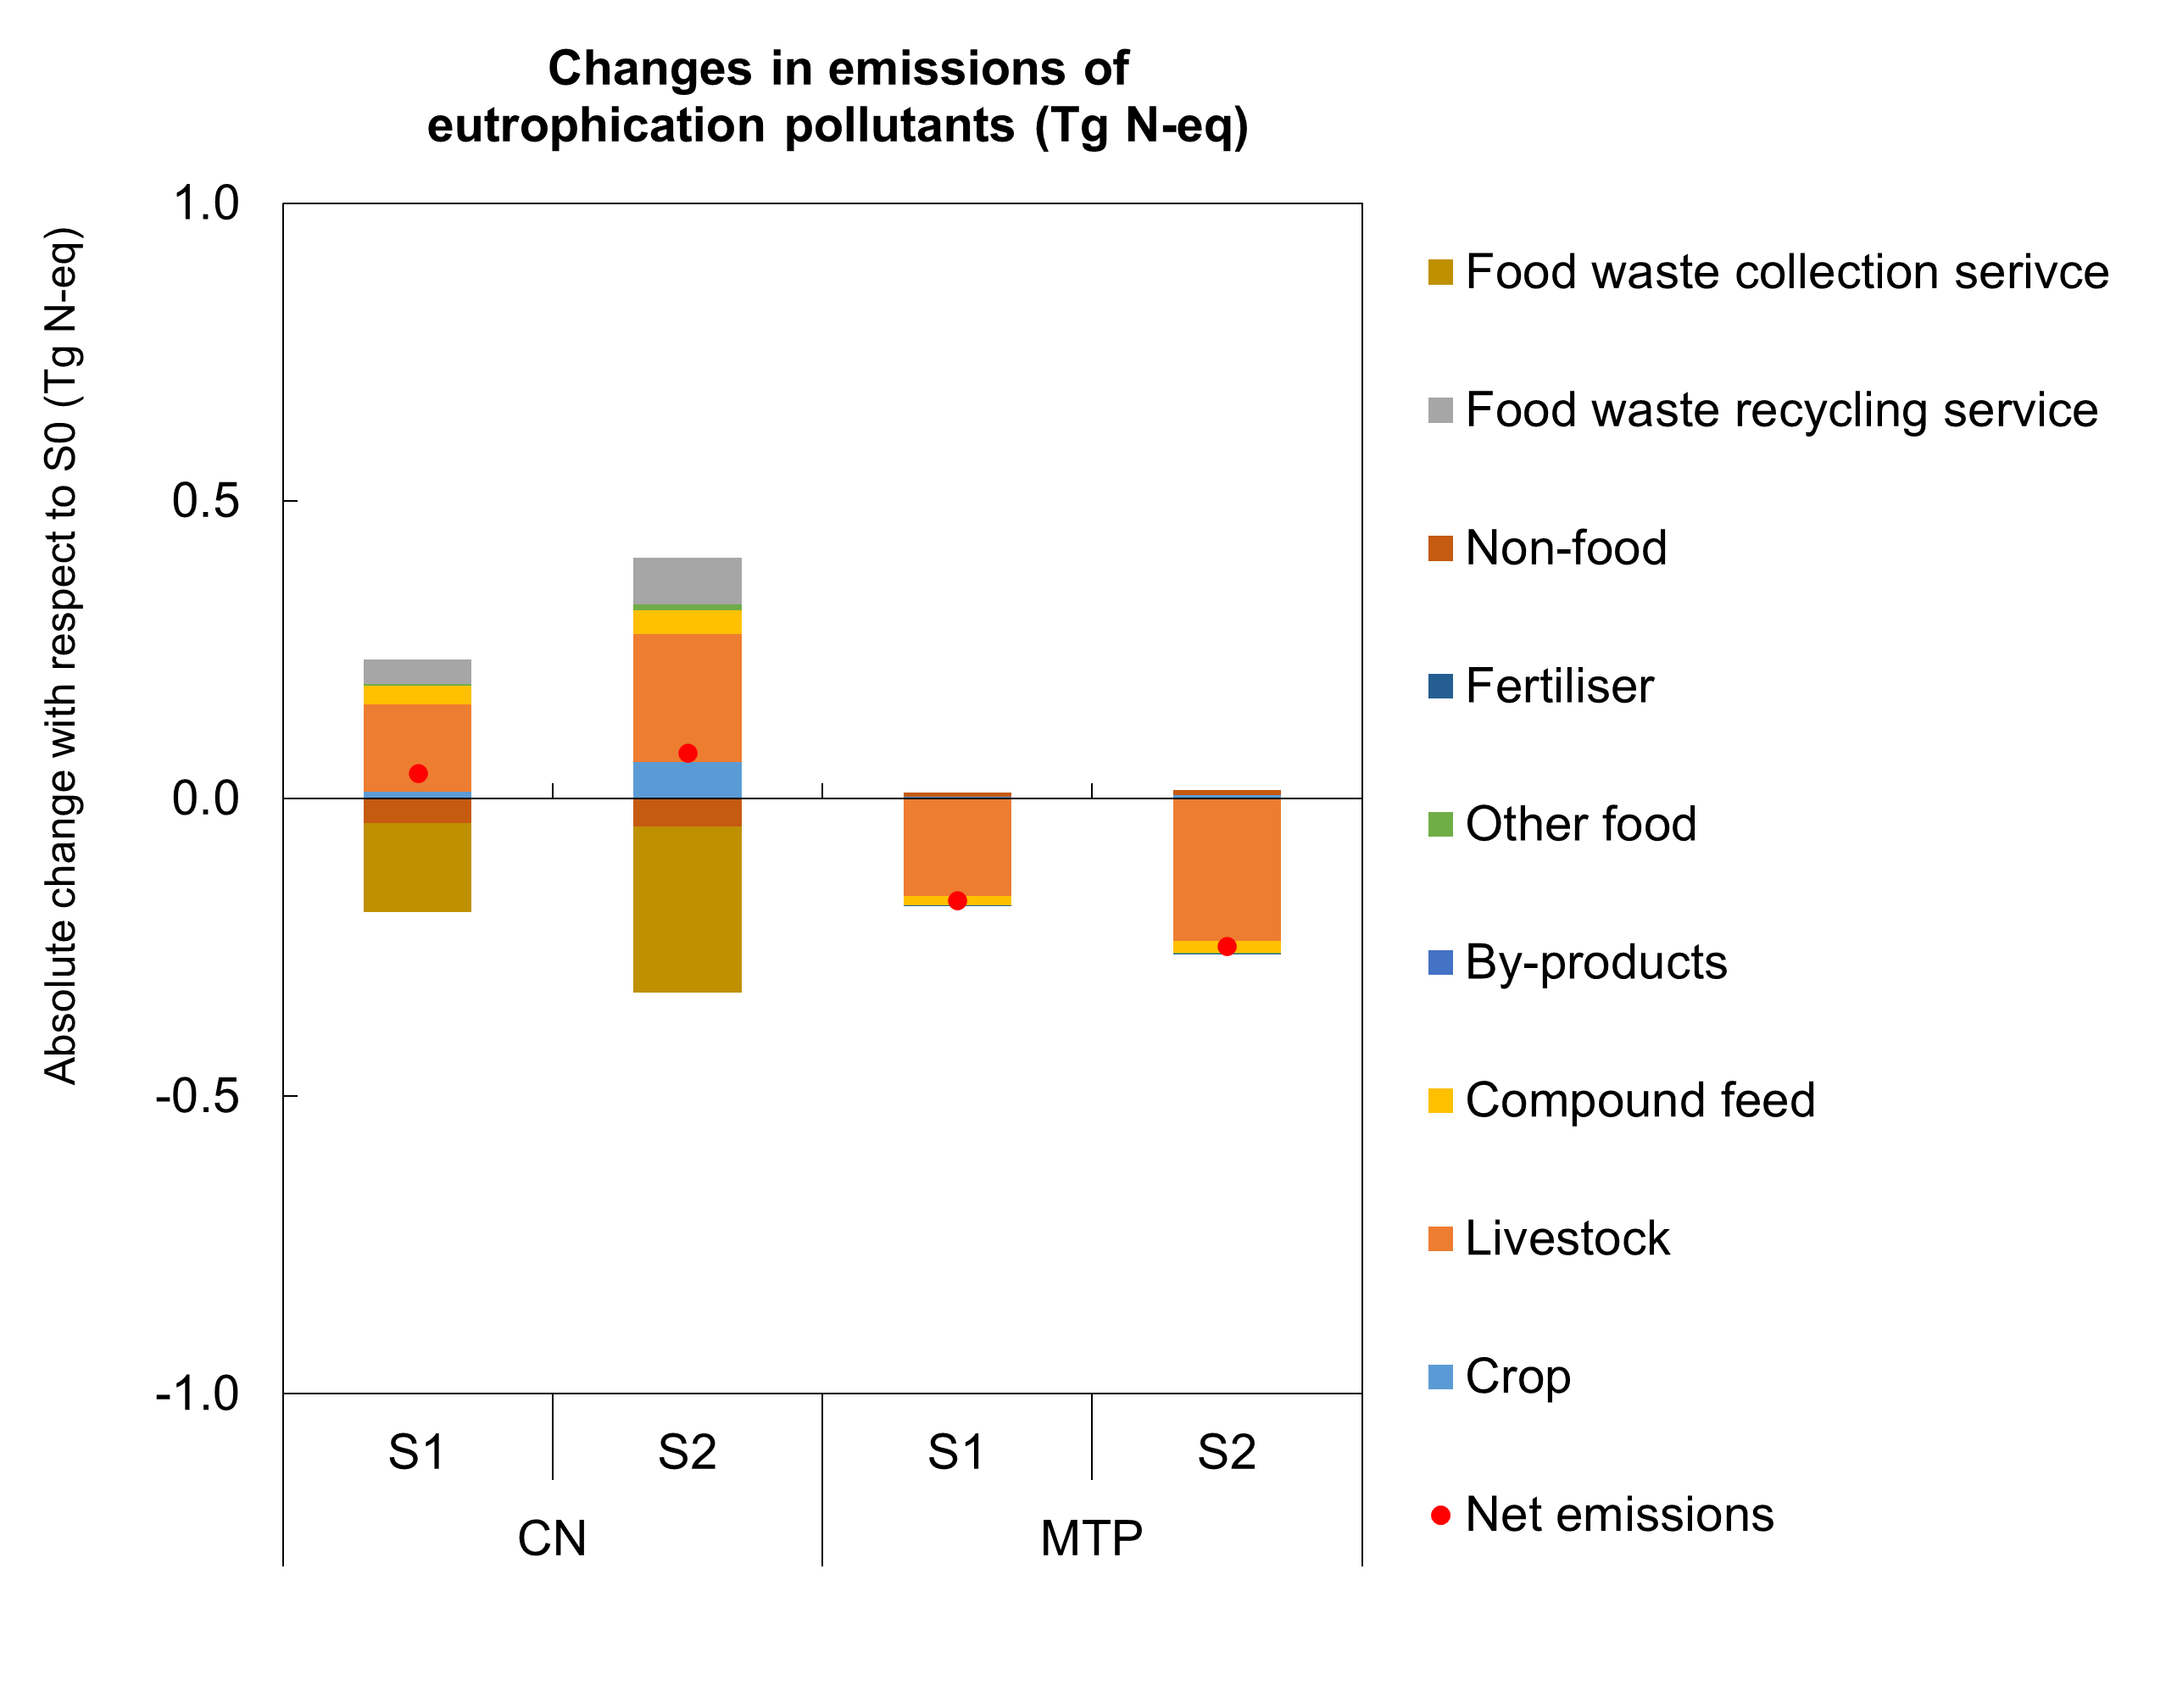 Changes in emissions of
eutrophication pollutants (Tg N-eq)
Absolute change with respect to S0 (Tg N-eq)
1.0
0.5
0.0
-0.5
-1.0
S1
S2
S1
S2
CN
MTP
Food waste collection serivce
Food waste recycling service
Non-food
Fertiliser
Other food
By-products
Compound feed
Livestock
Crop
Net emissions